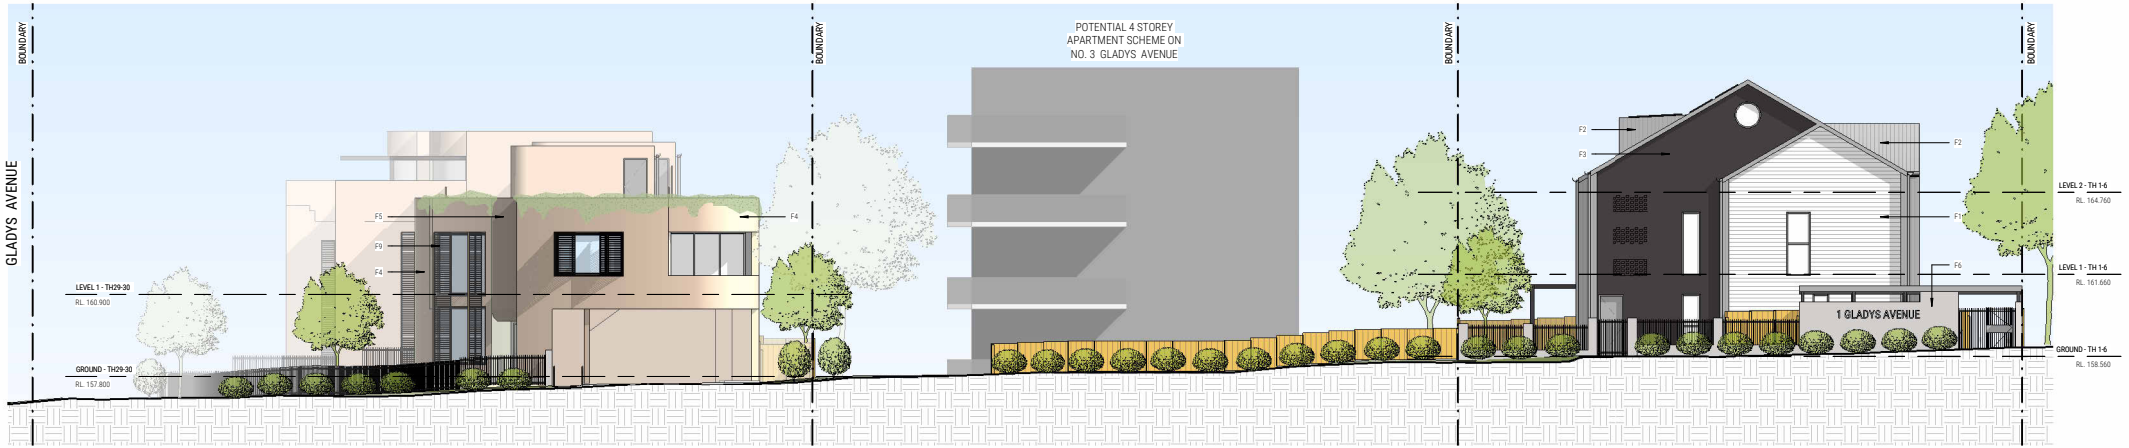 BOUNDARY
BOUNDARY
POTENTIAL 4 STOREY
APARTMENT SCHEME ON
NO. 3 GLADYS AVENUE
BOUNDARY
BOUNDARY
GLADYS AVENUE
F5
F4
F9
F4
LEVEL 1 - TH29-30
RL. 160.900
GROUND - TH29-30
RL. 157.800
F2
F3
F2
F1
F6
1 GLADYS AVENUE
LEVEL 2 - TH 1-6
RL. 164.760
LEVEL 1 - TH 1-6
RL. 161.660
GROUND - TH 1-6
RL. 158.560